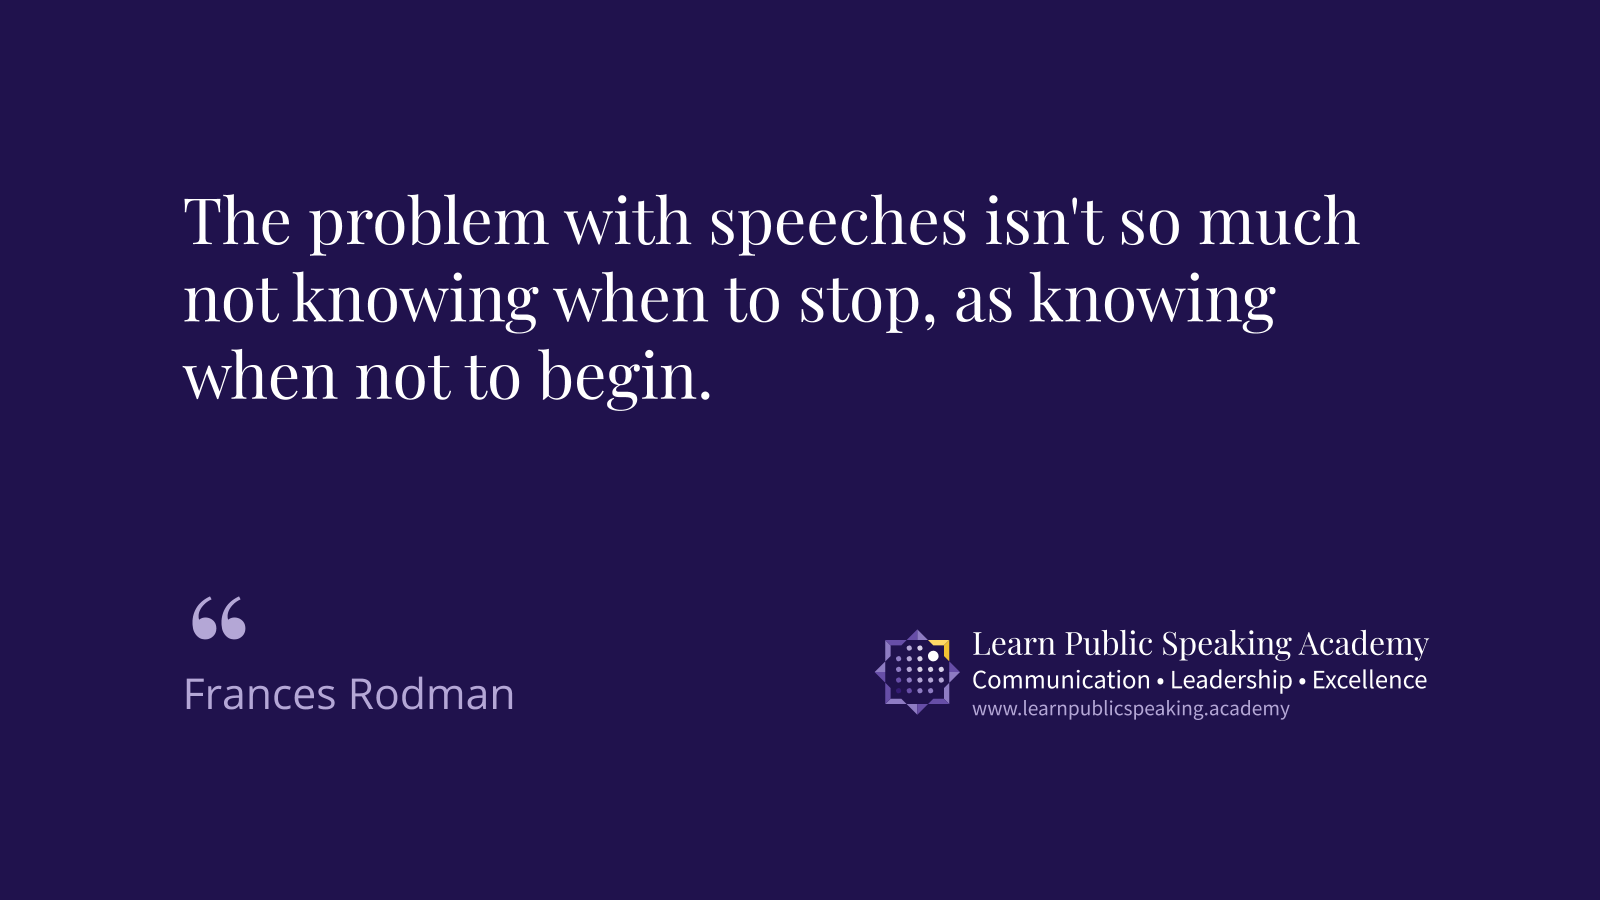 The problem with speeches isn't so much
not knowing when to stop, as knowing
when not to begin.
“
Frances Rodman
Learn Public Speaking Academy
Communication • Leadership • Excellence
www.learnpublicspeaking.academy